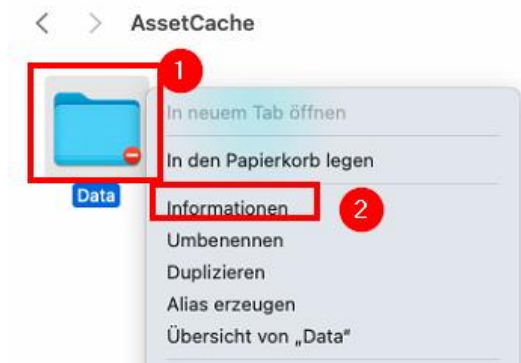 AssetCache
1
In neuem Tab öffnen
In den Papierkorb legen
Data
Informationen
2
Umbenennen
Duplizieren
Alias erzeugen
Übersicht von „Data“